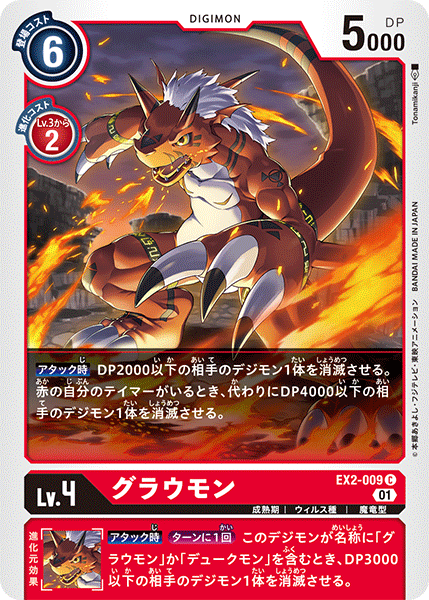 登場コスト
6
DIGIMON
DP
5000
進化コスト
Lv.3から
2
Tonamikanji
BANDAI MADE IN JAPAN
©本郷あきよし・フジテレビ・東映アニメーション
アタック時 DP2000以下の相手のデジモン1体を消滅させる。
赤の自分のテイマーがいるとき、代わりにDP4000以下の相
手のデジモン1体を消滅させる。
EX2-009 C
01
Lv.4
グラウモン
成熟期 | ウィルス種 | 魔竜型
進化元効果
アタック時 ターンに1回 このデジモンが名称に「グ
ラウモン」か「デュークモン」を含むとき、DP3000
以下の相手のデジモン1体を消滅させる。